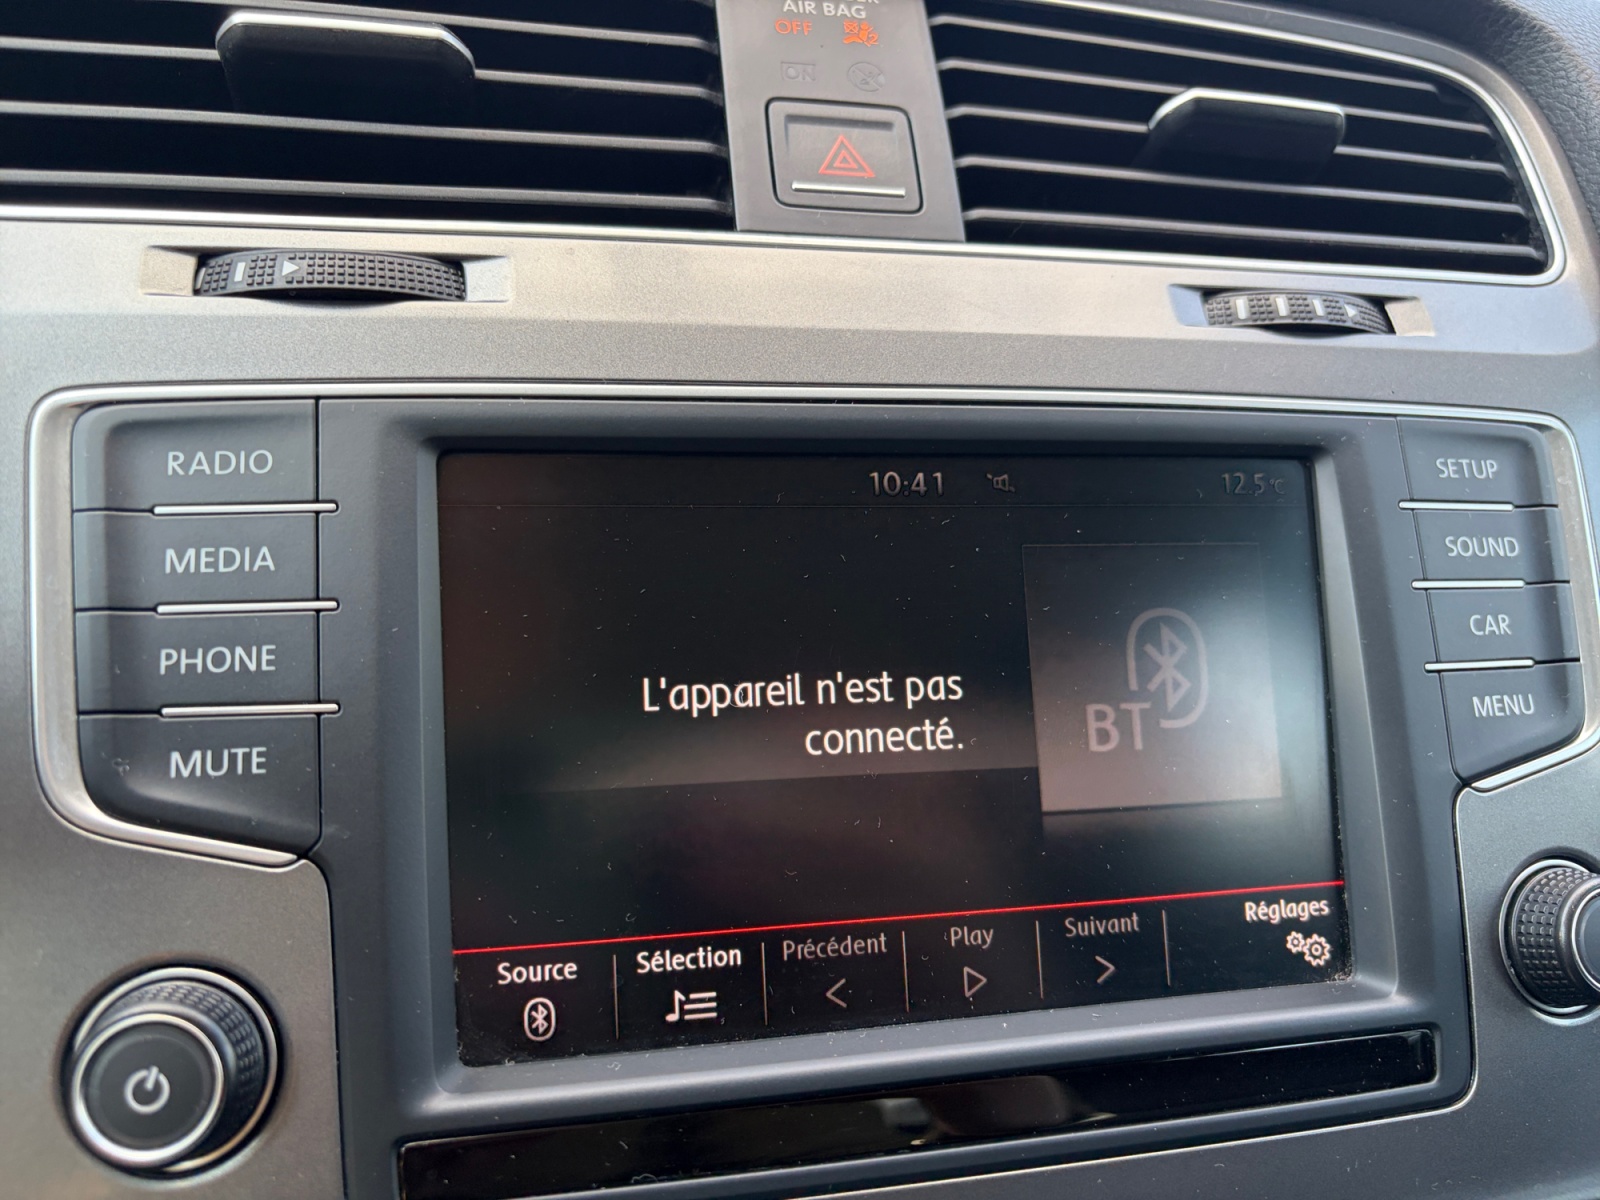 AIR BAG
OFF
ON
10:41
12.5°C
RADIO
MEDIA
PHONE
MUTE
L'appareil n'est pas
connecté.
BT
Source
Sélection
Précédent
Play
Suivant
Réglages
SETUP
SOUND
CAR
MENU